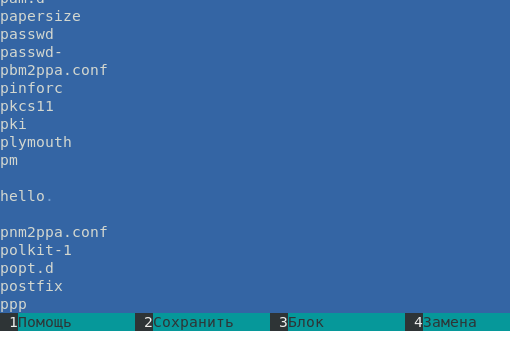 pam.d
papersize
passwd
passwd-
pbm2ppa.conf
pinforc
pkcs11
pki
plymouth
pm
hello.
pnm2ppa.conf
polkit-1
popt.d
postfix
ppp
1Помощь 2Сохранить 3Блок 4Замена